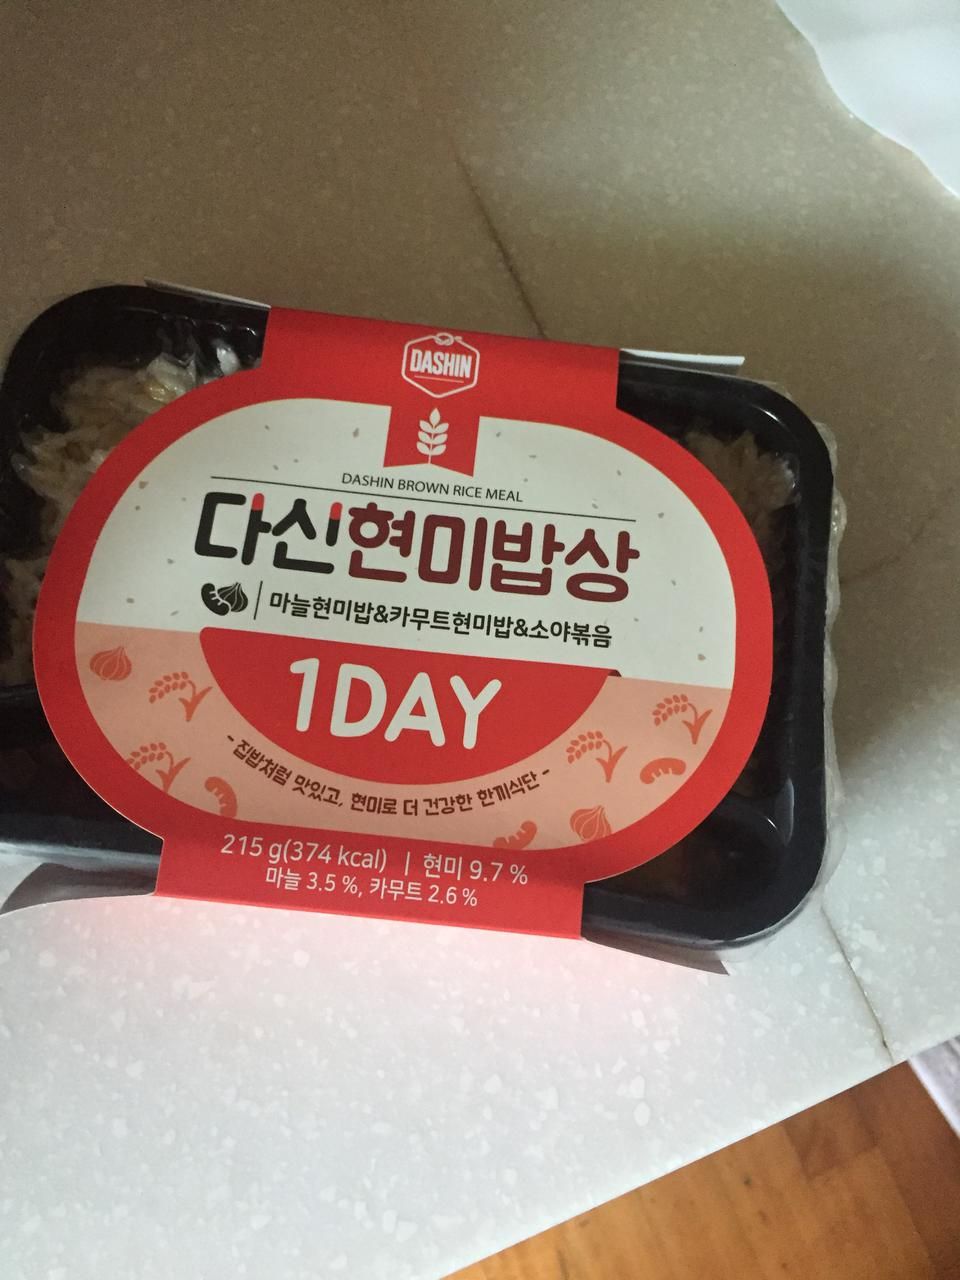 DASHIN
DASHIN BROWN RICE MEAL
다신현미밥상
마늘현미밥&카무트현미밥&소야볶음
1DAY
- 집밥처럼 맛있고, 현미로 더 건강한 한끼식단 -
215 g(374 kcal) | 현미 9.7 %
마늘 3.5 %, 카무트 2.6 %